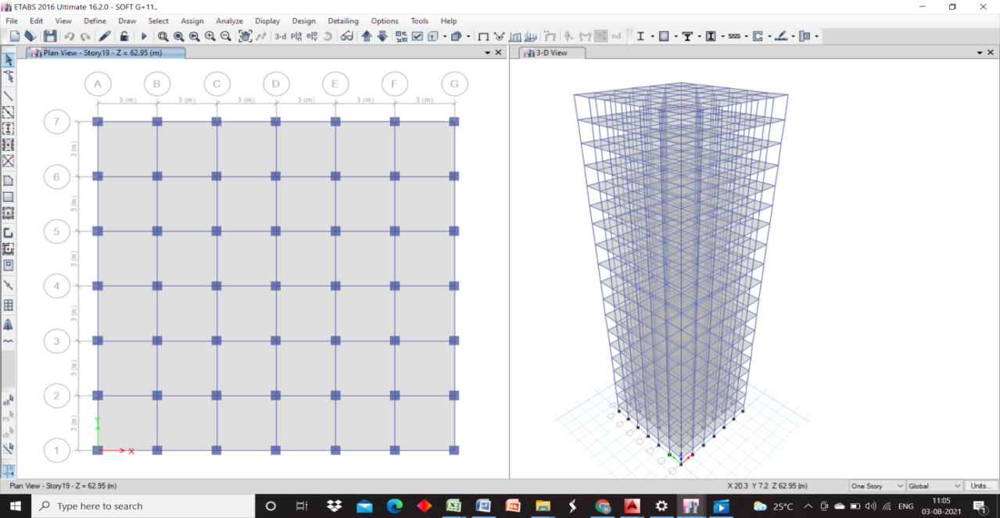 ETABS 2016 Ultimate 16.2.0 - SOFT G+11..
File Edit View Define Draw Select Assign Analyze Display Design Detailing Options Tools Help
3-d nd
Plan View - Story19 - Z = 62.95 (m)
3-D View
A B C D E F G
3 (m) 3 (m) 3 (m) 3 (m) 3 (m) 3 (m)
7
3 (m)
6
3 (m)
5
3 (m)
4
3 (m)
3
3 (m)
2
3 (m)
Y
1
X
all
ps
Plan View - Story19 - Z = 62.95 (m)
X 20.3 Y 7.2 Z 62.95 (m)
One Story
Global
Units...
Type here to search
25°C
ENG
11:05
03-08-2021